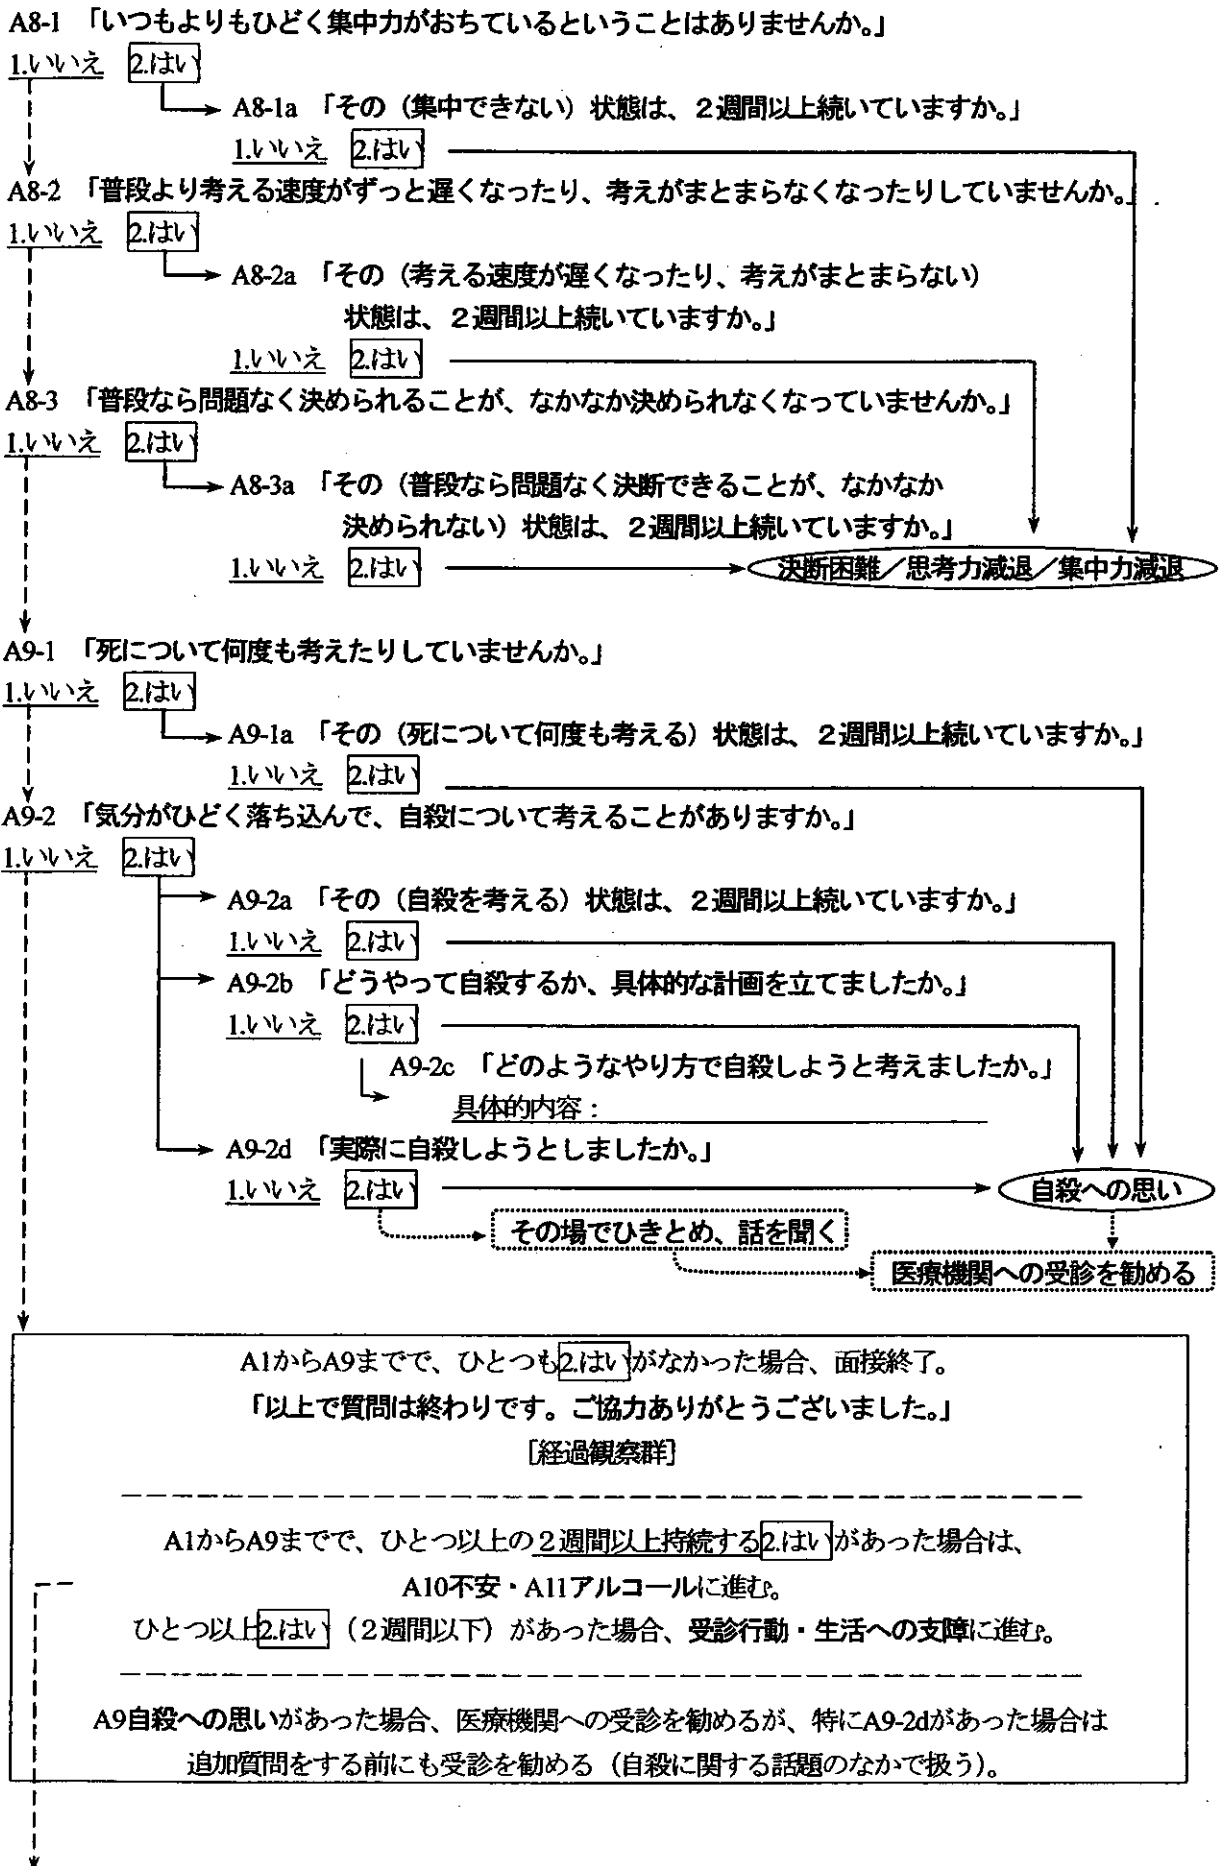 A8-1 「いつもよりもひどく集中力がおちているということはありませんか。」
1.いいえ 2.はい
A8-1a 「その（集中できない）状態は、２週間以上続いていますか。」
1.いいえ 2.はい
A8-2 「普段より考える速度がずっと遅くなったり、考えがまとまらなくなったりしていませんか。」
1.いいえ 2.はい
A8-2a 「その（考える速度が遅くなったり、考えがまとまらない）
状態は、２週間以上続いていますか。」
1.いいえ 2.はい
A8-3 「普段なら問題なく決められることが、なかなか決められなくなっていませんか。」
1.いいえ 2.はい
A8-3a 「その（普段なら問題なく決断できることが、なかなか
決められない）状態は、２週間以上続いていますか。」
1.いいえ 2.はい
決断困難／思考力減退／集中力減退
A9-1 「死について何度も考えたりしていませんか。」
1.いいえ 2.はい
A9-1a 「その（死について何度も考える）状態は、２週間以上続いていますか。」
1.いいえ 2.はい
A9-2 「気分がひどく落ち込んで、自殺について考えることがありますか。」
1.いいえ 2.はい
A9-2a 「その（自殺を考える）状態は、２週間以上続いていますか。」
1.いいえ 2.はい
A9-2b 「どうやって自殺するか、具体的な計画を立てましたか。」
1.いいえ 2.はい
A9-2c 「どのようなやり方で自殺しようと考えましたか。」
具体的内容：
A9-2d 「実際に自殺しようとしましたか。」
1.いいえ 2.はい
自殺への思い
その場でひきとめ、話を聞く
医療機関への受診を勧める
A1からA9までで、ひとつも2.はいがなかった場合、面接終了。
「以上で質問は終わりです。ご協力ありがとうございました。」
［経過観察群］
A1からA9までで、ひとつ以上の２週間以上持続する2.はいがあった場合は、
A10不安・A11アルコールに進む。
ひとつ以上2.はい（２週間以下）があった場合、受診行動・生活への支障に進む。
A9自殺への思いがあった場合、医療機関への受診を勧めるが、特にA9-2dがあった場合は
追加質問をする前にも受診を勧める（自殺に関する話題のなかで扱う）。